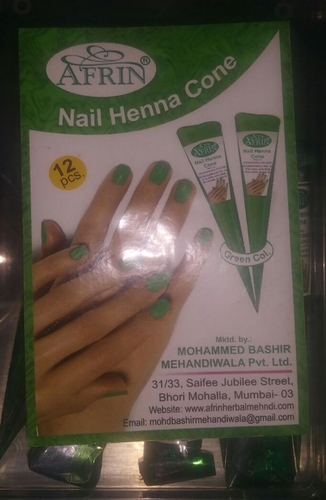 AFRIN®
Nail Henna Cone
12
pcs.
AFRIN
Nail Henna
Cone
AFRIN
Nail Henna
Cone
Green Col.
Mktd. by.:
MOHAMMED BASHIR
MEHANDIWALA Pvt. Ltd.
31/33, Saifee Jubilee Street,
Bhori Mohalla, Mumbai- 03
Website: www.afrinherbalmehndi.com
Email: mohdbashirmehandiwala@gmail.com